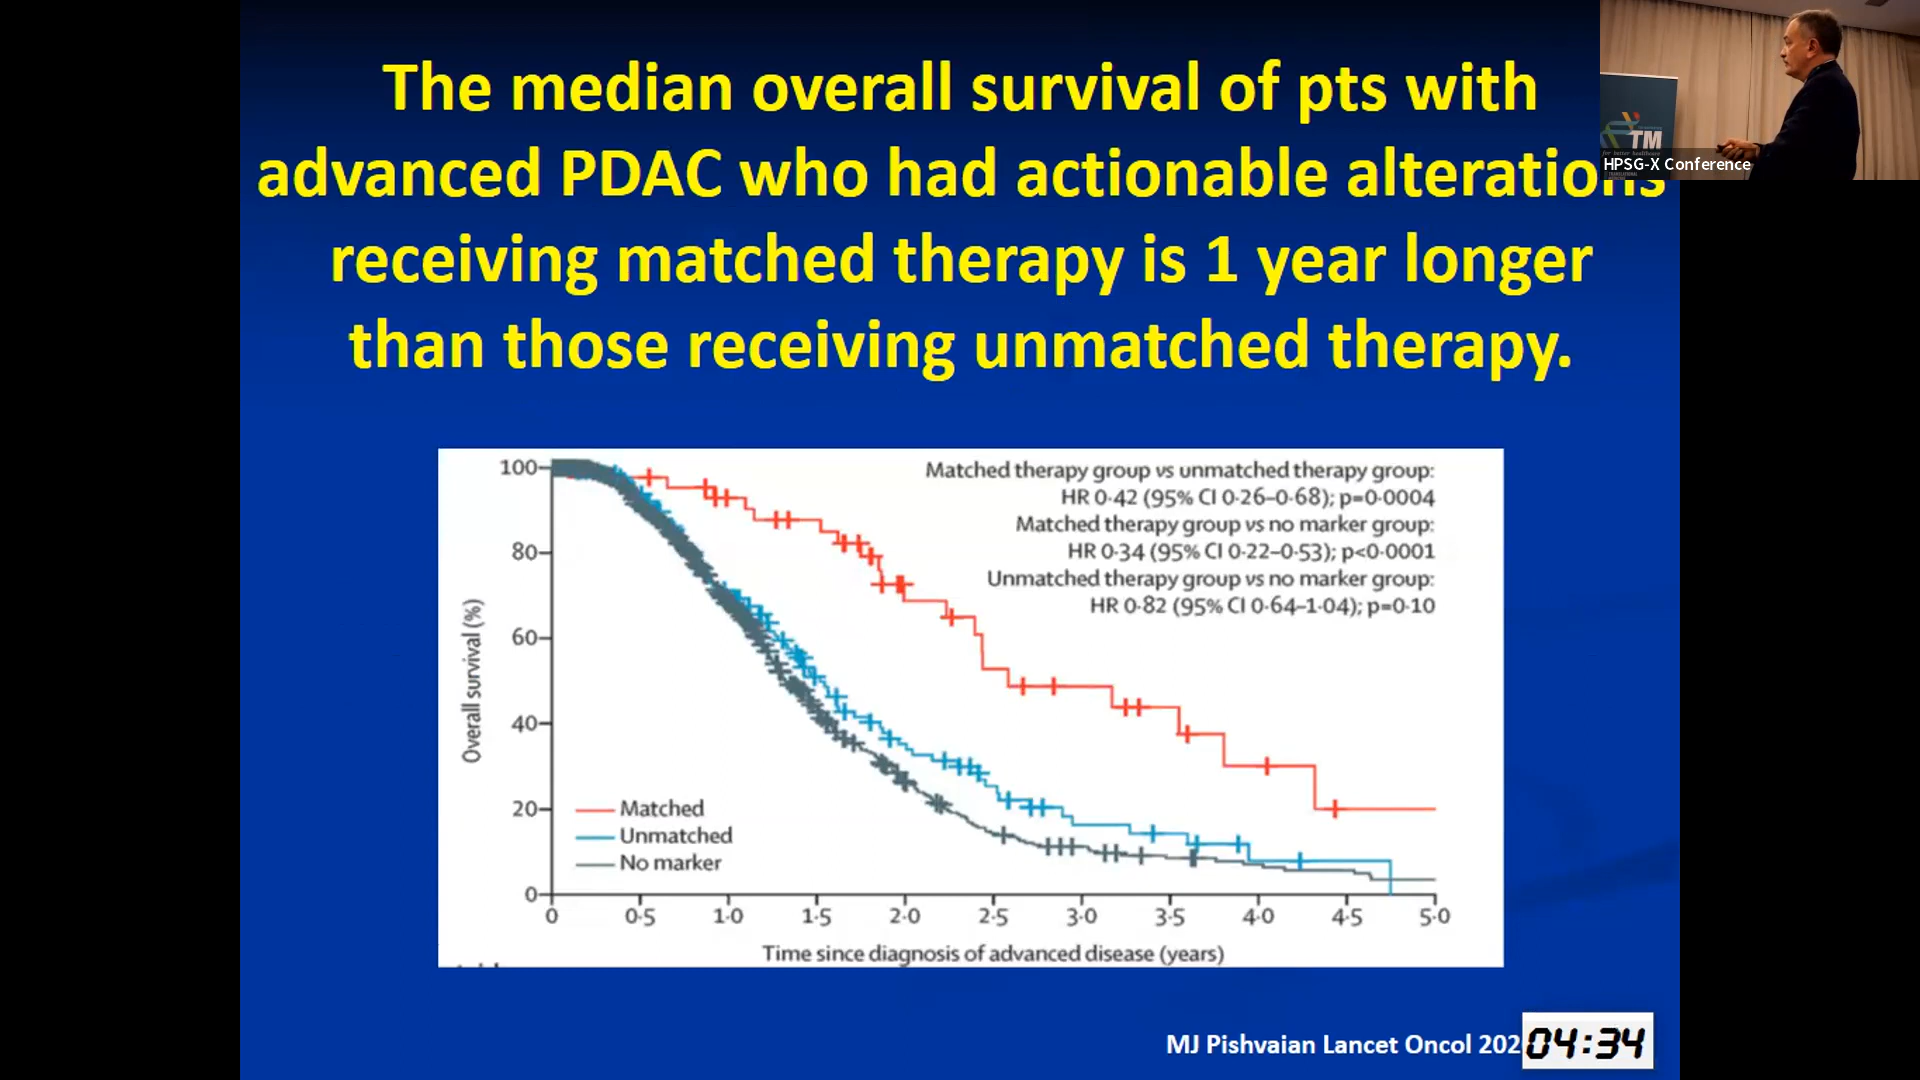 The median overall survival of pts with
advanced PDAC who had actionable alterations
receiving matched therapy is 1 year longer
than those receiving unmatched therapy.
TM
for better healthcare
HPSG-X Conference
Matched therapy group vs unmatched therapy group:
HR 0·42 (95% CI 0·26–0·68); p=0·0004
Matched therapy group vs no marker group:
HR 0·34 (95% CI 0·22–0·53); p<0·0001
Unmatched therapy group vs no marker group:
HR 0·82 (95% CI 0·64–1·04); p=0·10
Overall survival (%)
100
80
60
40
20
0
Matched
Unmatched
No marker
0 0·5 1·0 1·5 2·0 2·5 3·0 3·5 4·0 4·5 5·0
Time since diagnosis of advanced disease (years)
MJ Pishvaian Lancet Oncol 202
04:34